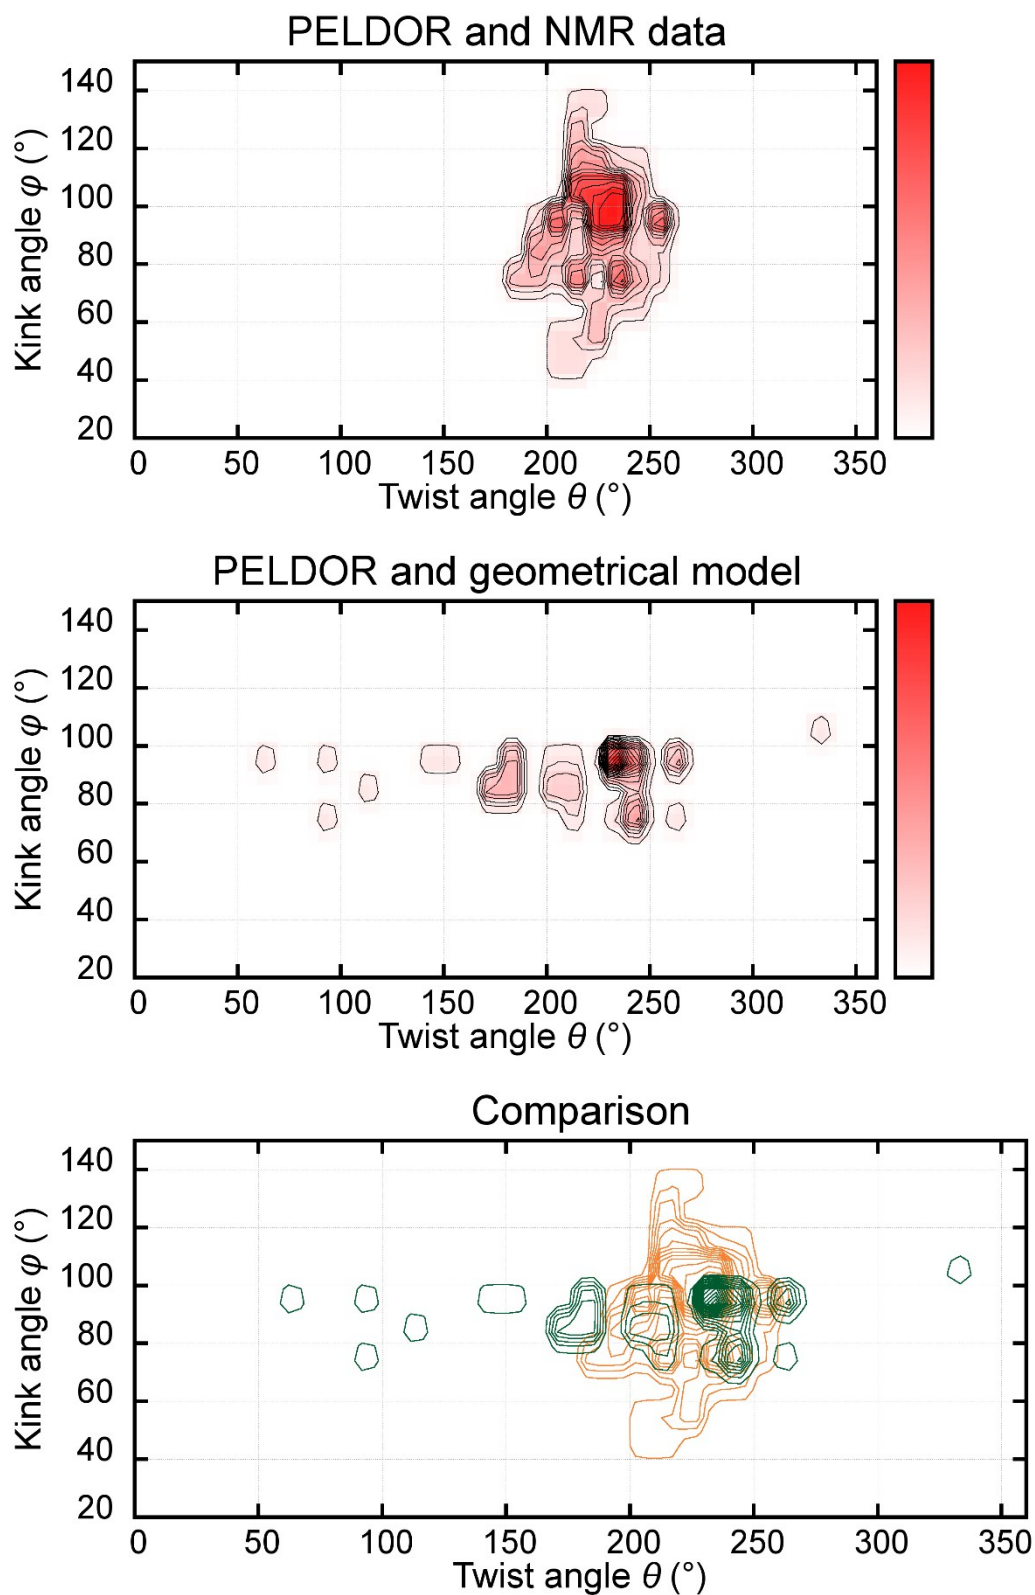 PELDOR and NMR data
140
120
100
80
60
40
20
Kink angle φ (°)
0 50 100 150 200 250 300 350
Twist angle θ (°)
PELDOR and geometrical model
140
120
100
80
60
40
20
Kink angle φ (°)
0 50 100 150 200 250 300 350
Twist angle θ (°)
Comparison
140
120
100
80
60
40
20
Kink angle φ (°)
0 50 100 150 200 250 300 350
Twist angle θ (°)